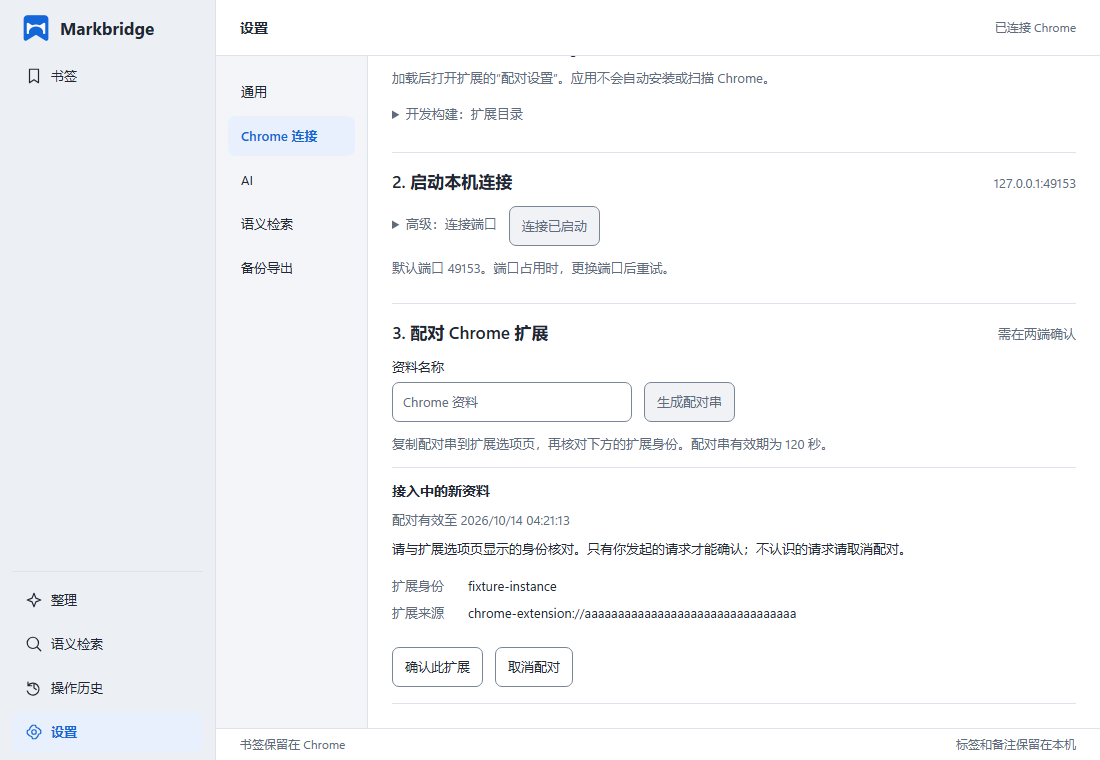 Markbridge
设置
已连接 Chrome
书签
通用
Chrome 连接
AI
语义检索
备份导出
加载后打开扩展的“配对设置”。应用不会自动安装或扫描 Chrome。
开发构建：扩展目录
2. 启动本机连接
127.0.0.1:49153
高级：连接端口
连接已启动
默认端口 49153。端口占用时，更换端口后重试。
3. 配对 Chrome 扩展
需在两端确认
资料名称
Chrome 资料
生成配对串
复制配对串到扩展选项页，再核对下方的扩展身份。配对串有效期为 120 秒。
接入中的新资料
配对有效至 2026/10/14 04:21:13
请与扩展选项页显示的身份核对。只有你发起的请求才能确认；不认识的请求请取消配对。
扩展身份 fixture-instance
扩展来源 chrome-extension://aaaaaaaaaaaaaaaaaaaaaaaaaaaaaaaa
确认此扩展
取消配对
整理
语义检索
操作历史
设置
书签保留在 Chrome
标签和备注保留在本机